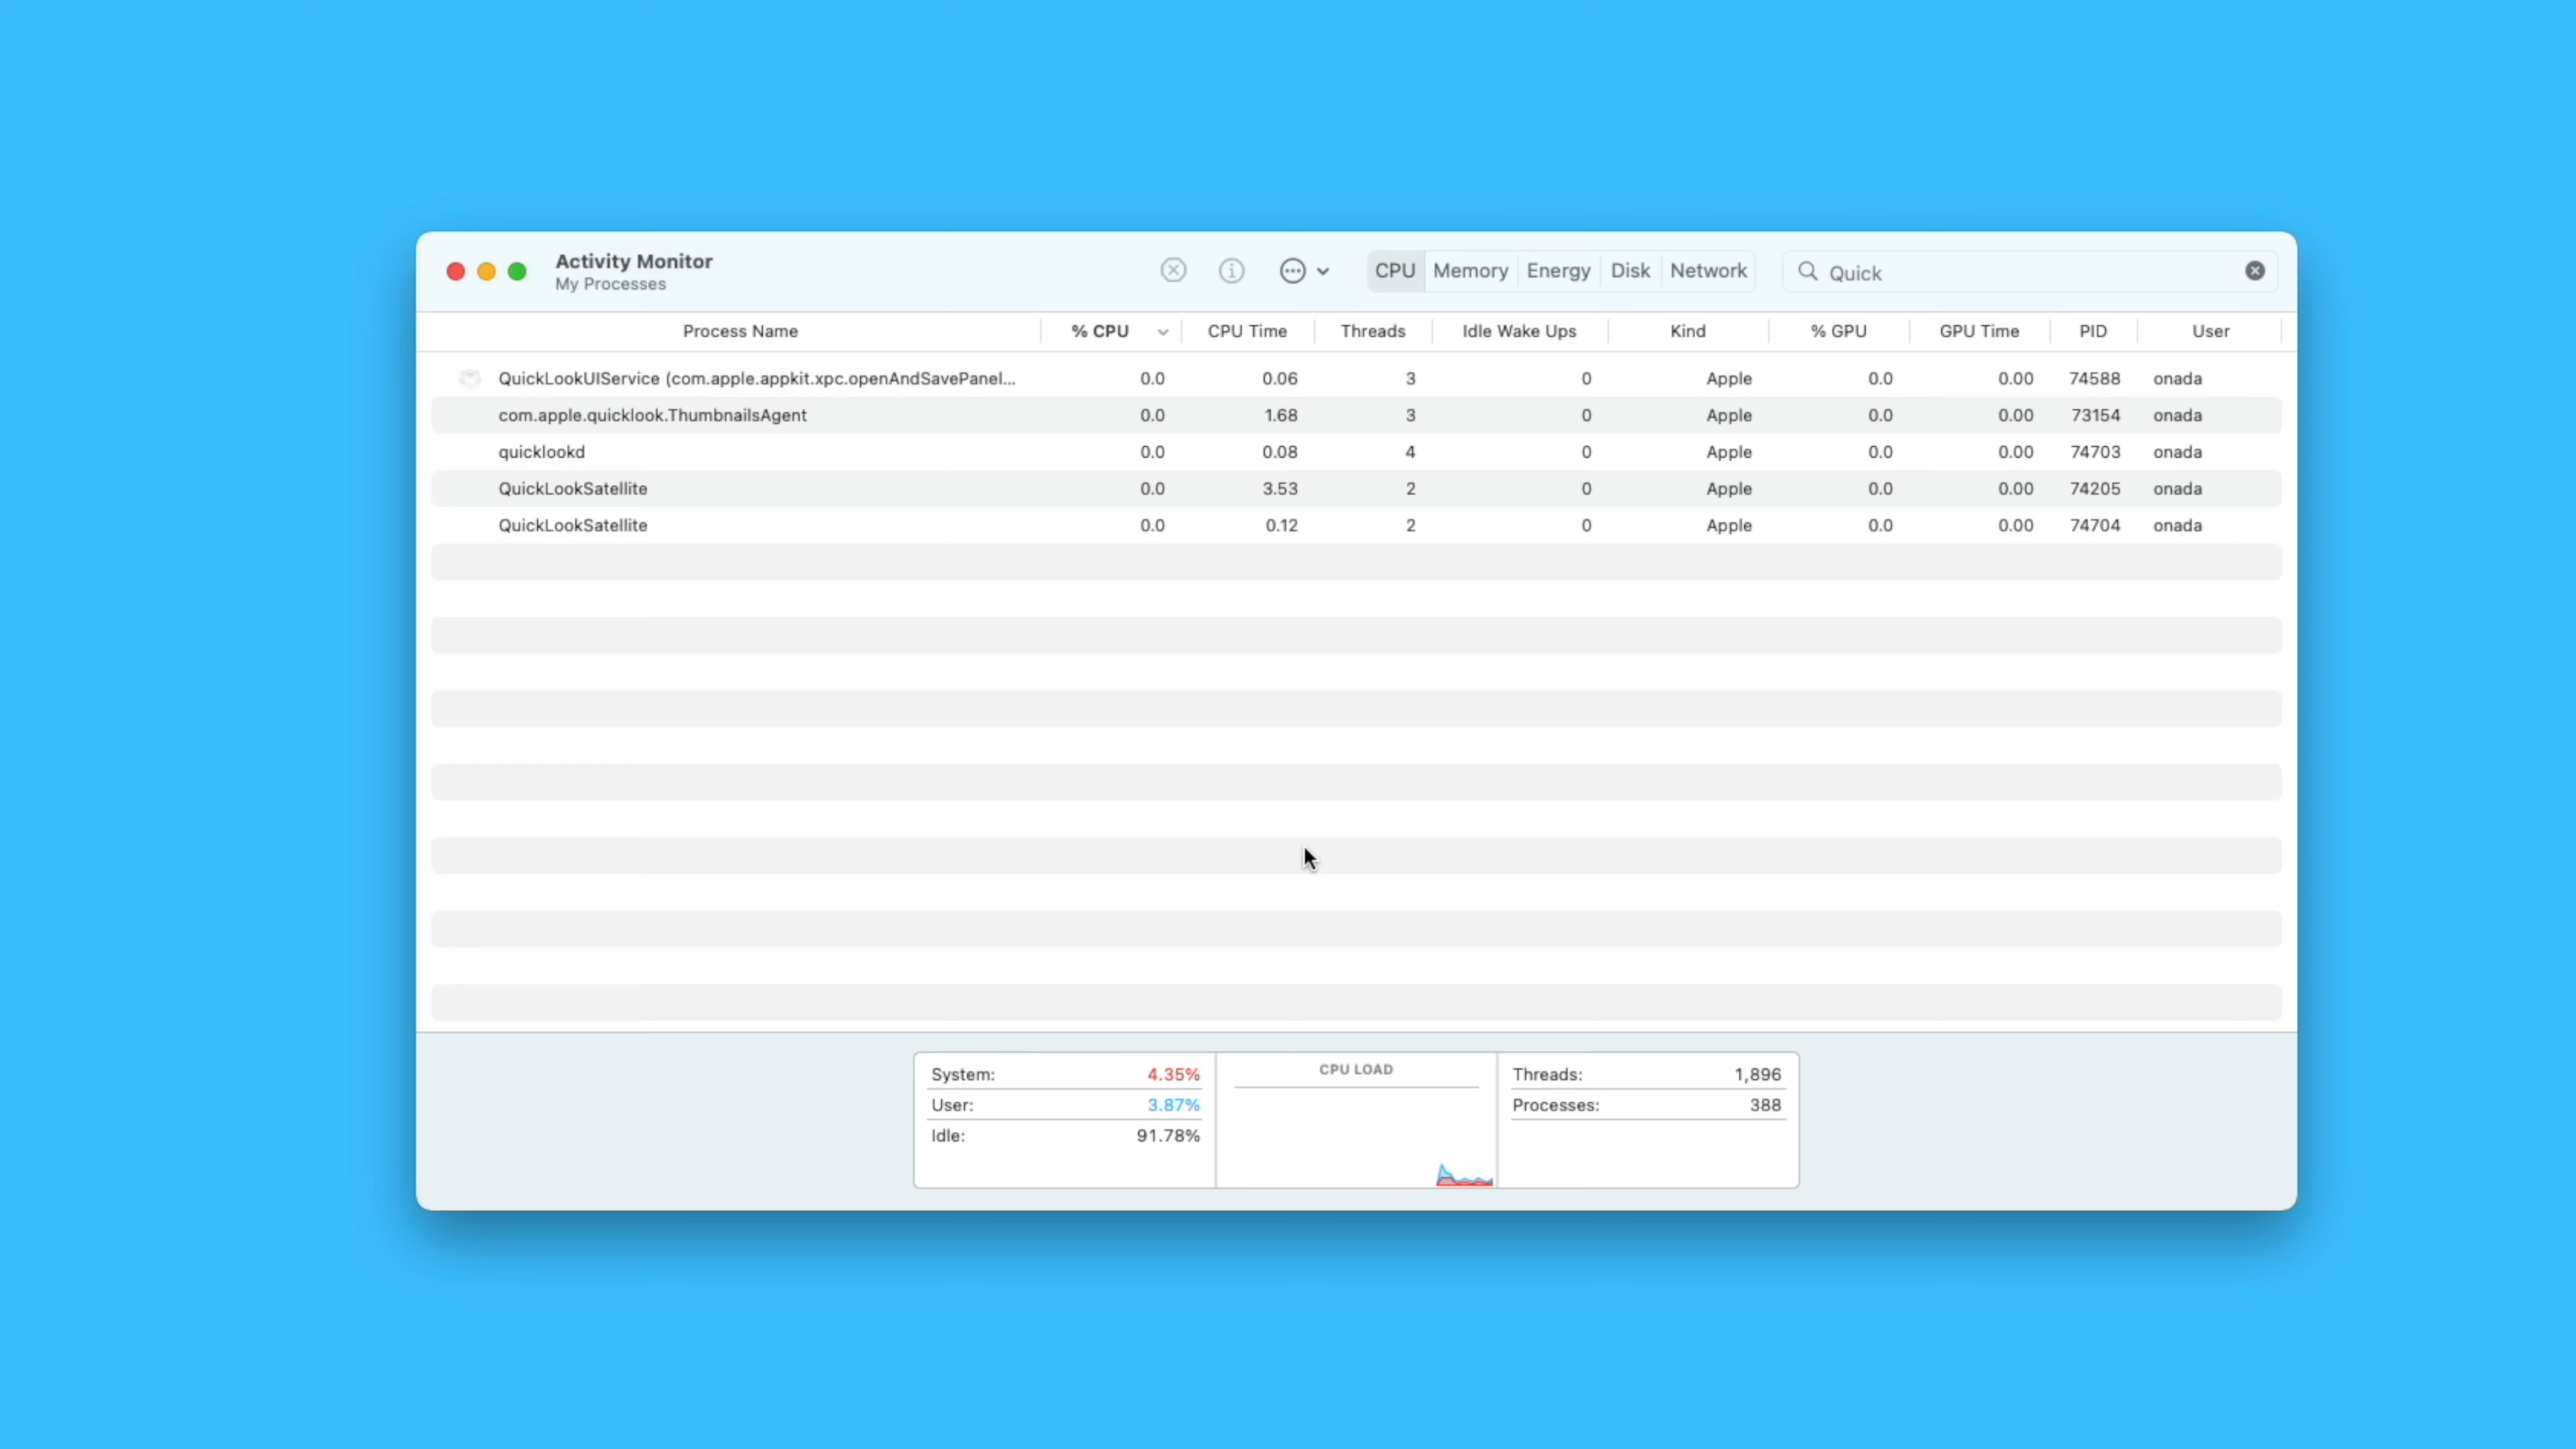 Activity Monitor
My Processes
CPU Memory Energy Disk Network
Quick
Process Name % CPU CPU Time Threads Idle Wake Ups Kind % GPU GPU Time PID User
QuickLookUIService (com.apple.appkit.xpc.openAndSavePanel... 0.0 0.06 3 0 Apple 0.0 0.00 74588 onada
com.apple.quicklook.ThumbnailsAgent 0.0 1.68 3 0 Apple 0.0 0.00 73154 onada
quicklookd 0.0 0.08 4 0 Apple 0.0 0.00 74703 onada
QuickLookSatellite 0.0 3.53 2 0 Apple 0.0 0.00 74205 onada
QuickLookSatellite 0.0 0.12 2 0 Apple 0.0 0.00 74704 onada
System: 4.35%
User: 3.87%
Idle: 91.78%
CPU LOAD
Threads: 1,896
Processes: 388